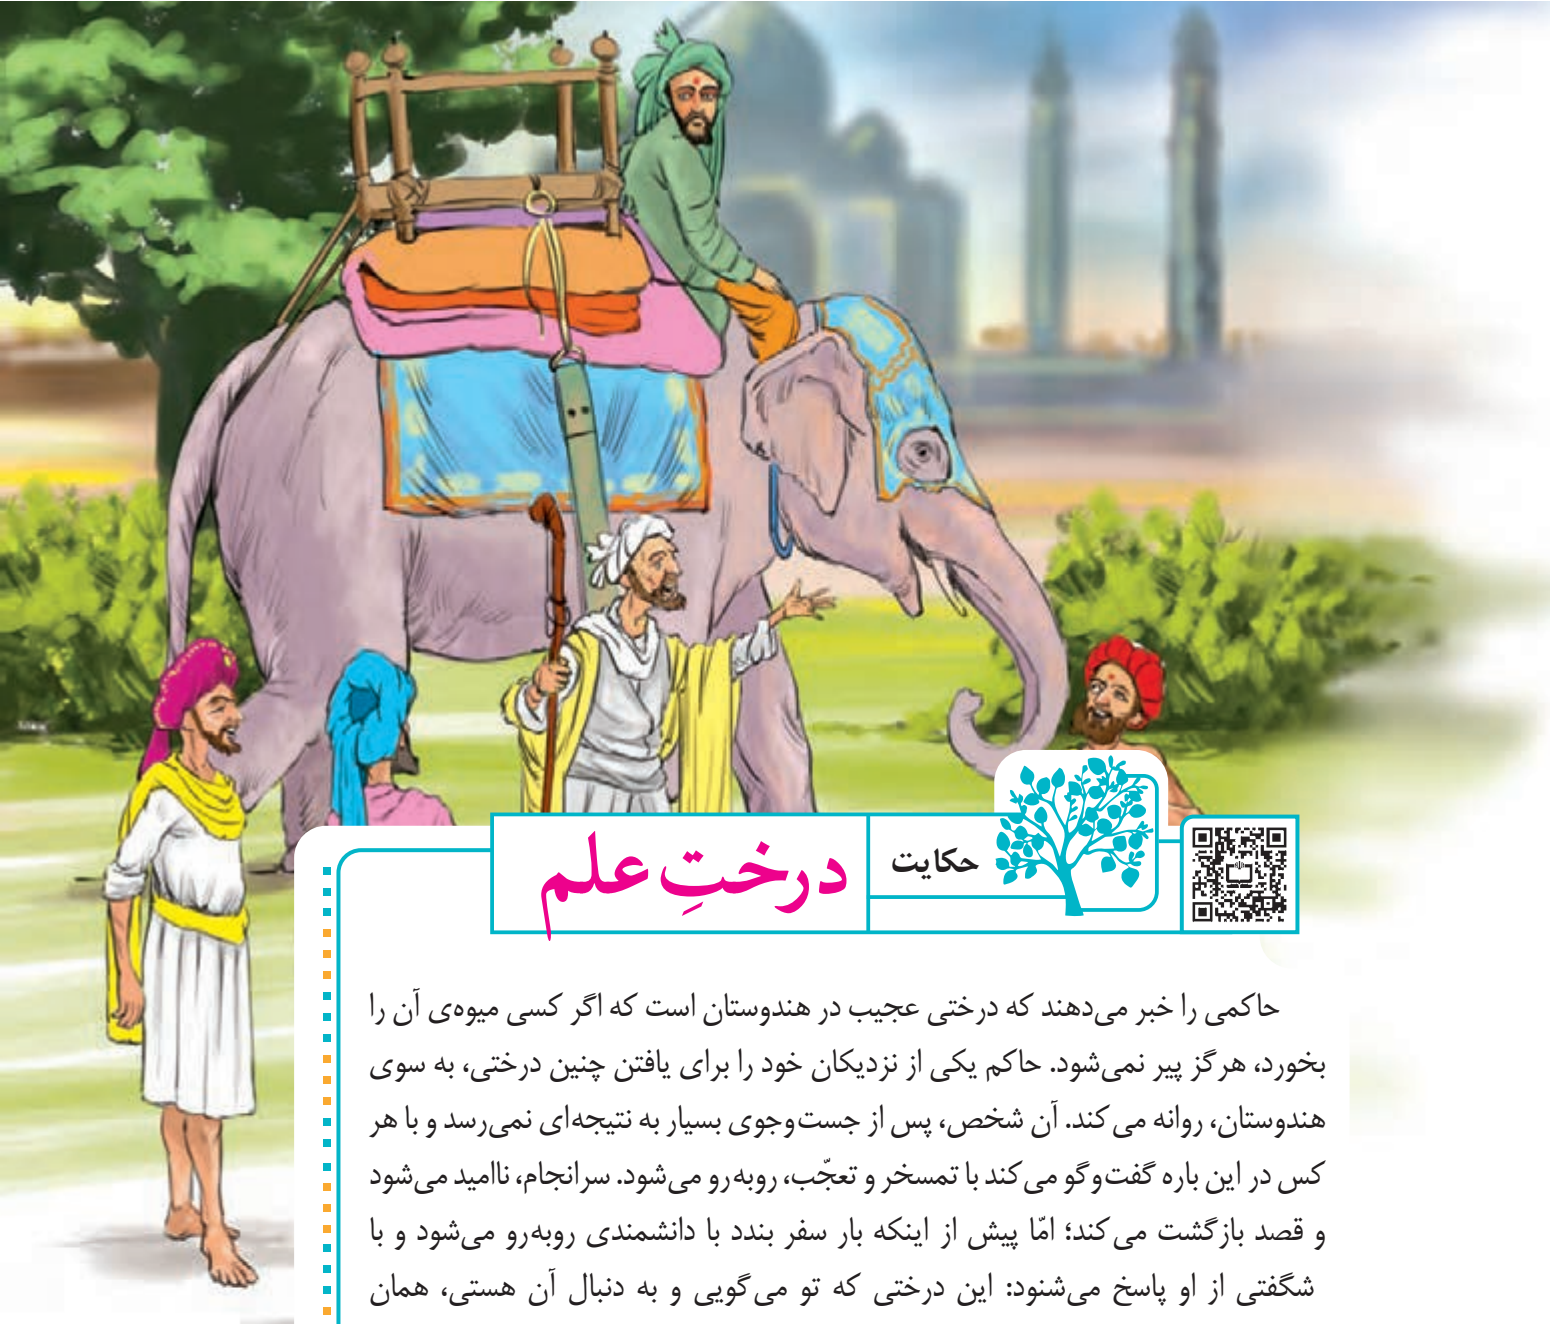 حکایت
درختِ علم
حاکمی را خبر می‌دهند که درختی عجیب در هندوستان است که اگر کسی میوه‌ی آن را
بخورد، هرگز پیر نمی‌شود. حاکم یکی از نزدیکان خود را برای یافتن چنین درختی، به سوی
هندوستان، روانه می‌کند. آن شخص، پس از جست‌وجوی بسیار به نتیجه‌ای نمی‌رسد و با هر
کس در این باره گفت‌وگو می‌کند با تمسخر و تعجّب، روبه‌رو می‌شود. سرانجام، ناامید می‌شود
و قصد بازگشت می‌کند؛ امّا پیش از اینکه بار سفر بندد با دانشمندی روبه‌رو می‌شود و با
شگفتی از او پاسخ می‌شنود: این درختی که تو می‌گویی و به دنبال آن هستی، همان